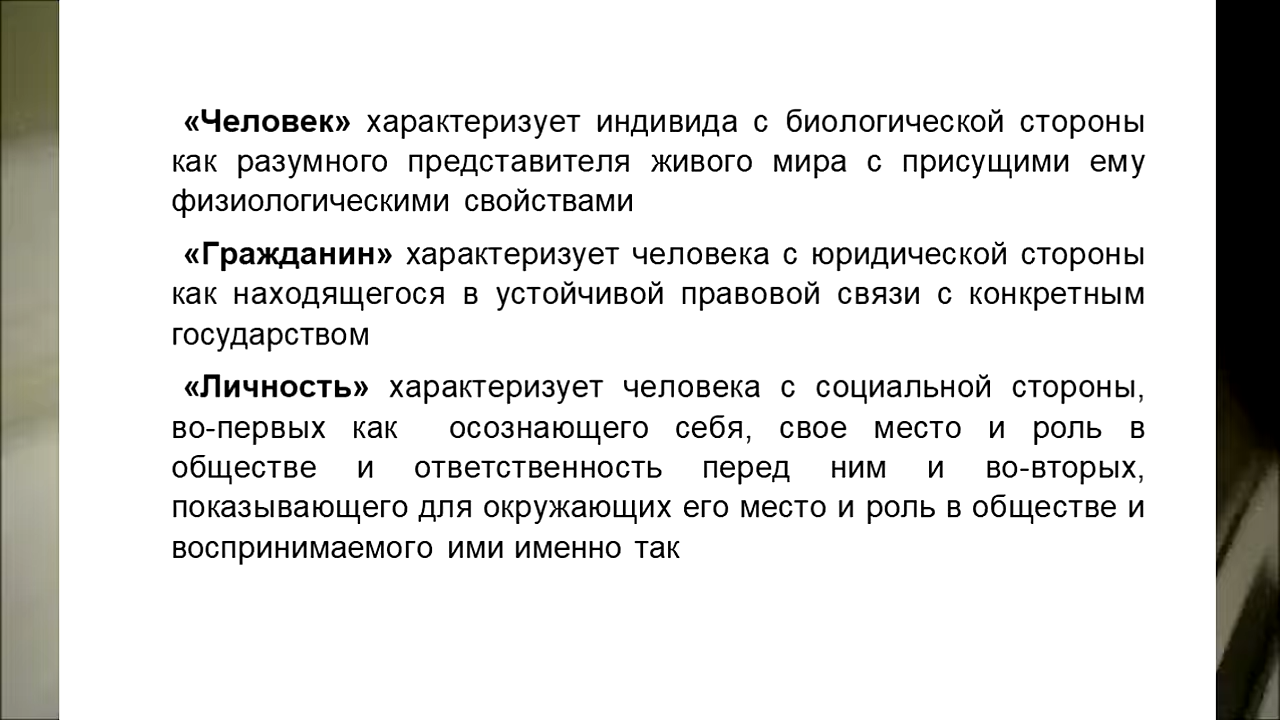 «Человек» характеризует индивида с биологической стороны
как разумного представителя живого мира с присущими ему
физиологическими свойствами
«Гражданин» характеризует человека с юридической стороны
как находящегося в устойчивой правовой связи с конкретным
государством
«Личность» характеризует человека с социальной стороны,
во-первых как осознающего себя, свое место и роль в
обществе и ответственность перед ним и во-вторых,
показывающего для окружающих его место и роль в обществе и
воспринимаемого ими именно так